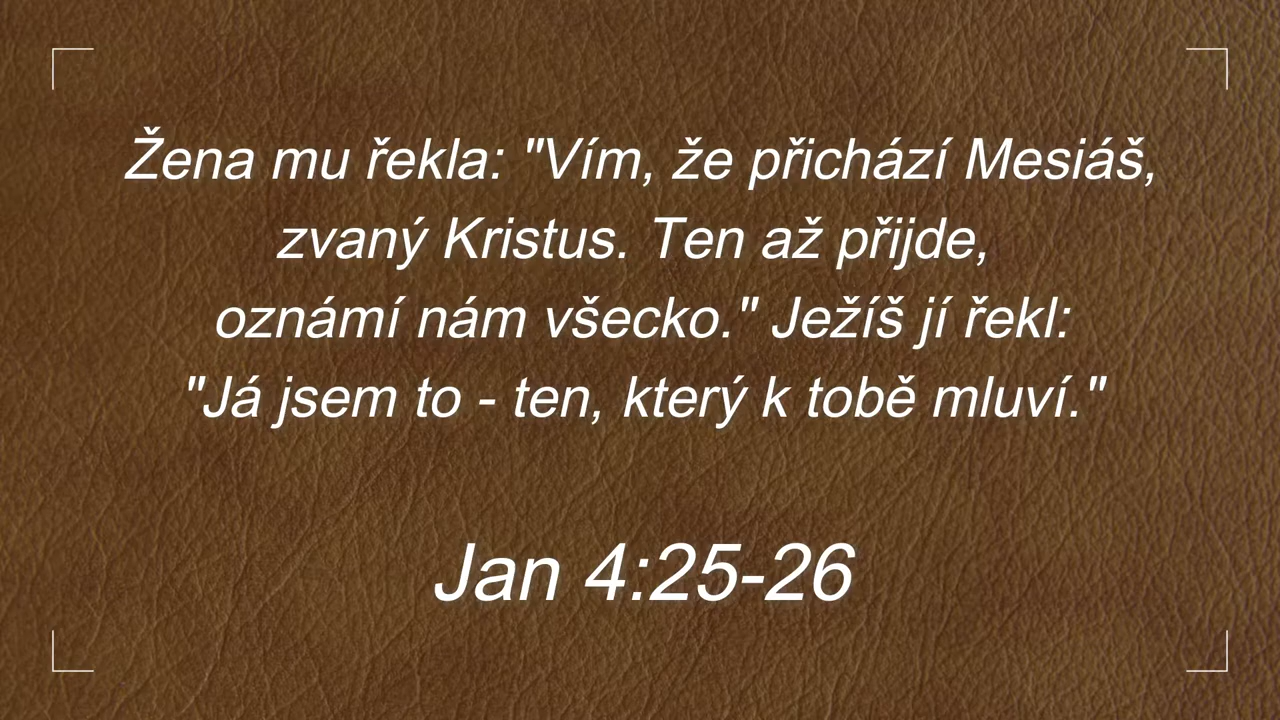 Žena mu řekla: "Vím, že přichází Mesiáš,
zvaný Kristus. Ten až přijde,
oznámí nám všecko." Ježíš jí řekl:
"Já jsem to - ten, který k tobě mluví."
Jan 4:25-26